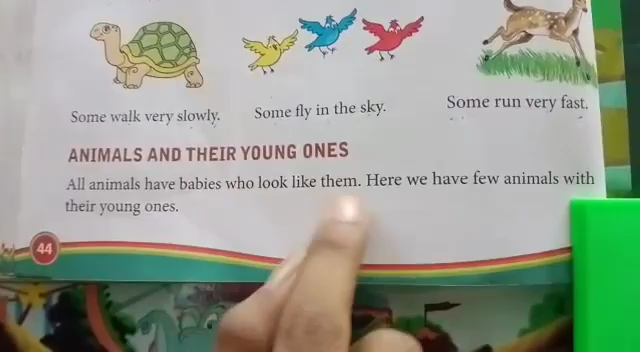 Some walk very slowly. Some fly in the sky. Some run very fast.
ANIMALS AND THEIR YOUNG ONES
All animals have babies who look like them. Here we have few animals with
their young ones.
44